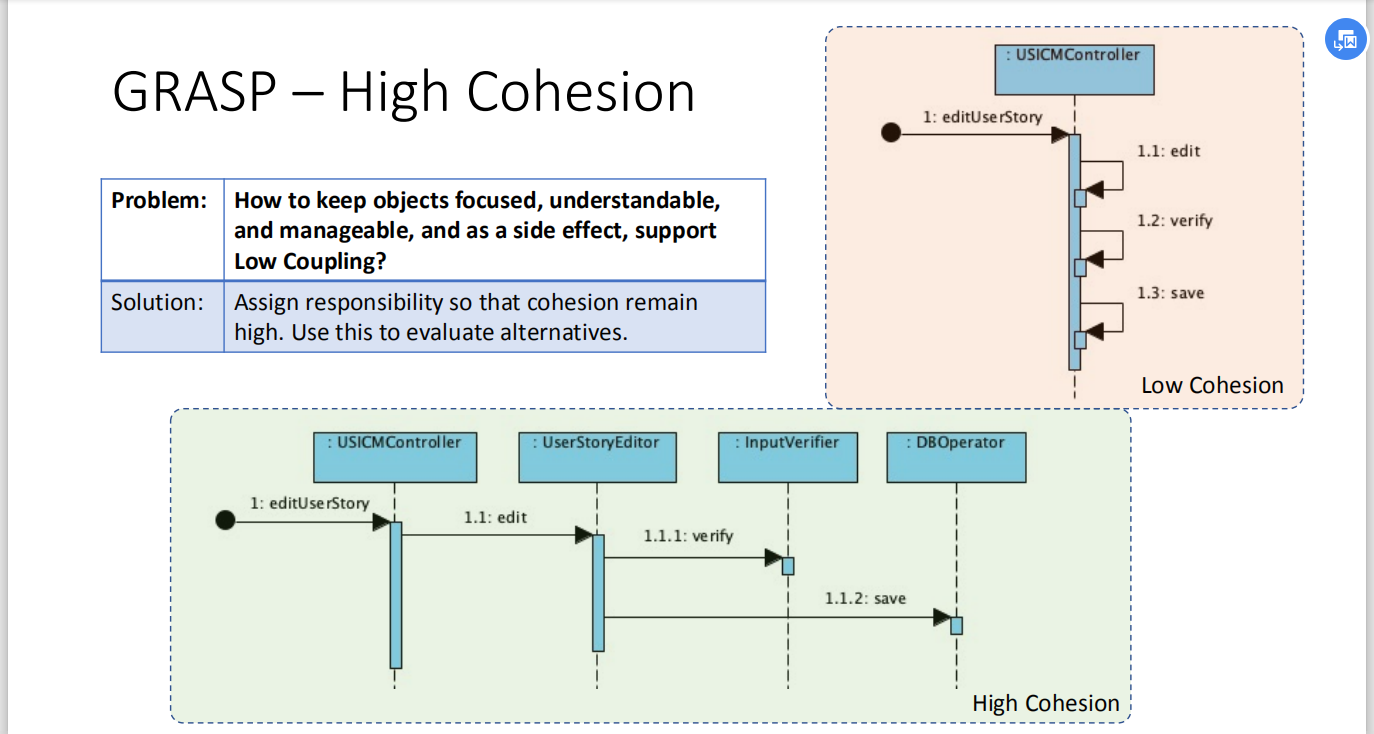 GRASP – High Cohesion
Problem:
How to keep objects focused, understandable,
and manageable, and as a side effect, support
Low Coupling?
Solution:
Assign responsibility so that cohesion remain
high. Use this to evaluate alternatives.
: USICMController
1: editUserStory
1.1: edit
1.2: verify
1.3: save
Low Cohesion
: USICMController
: UserStoryEditor
: InputVerifier
: DBOperator
1: editUserStory
1.1: edit
1.1.1: verify
1.1.2: save
High Cohesion